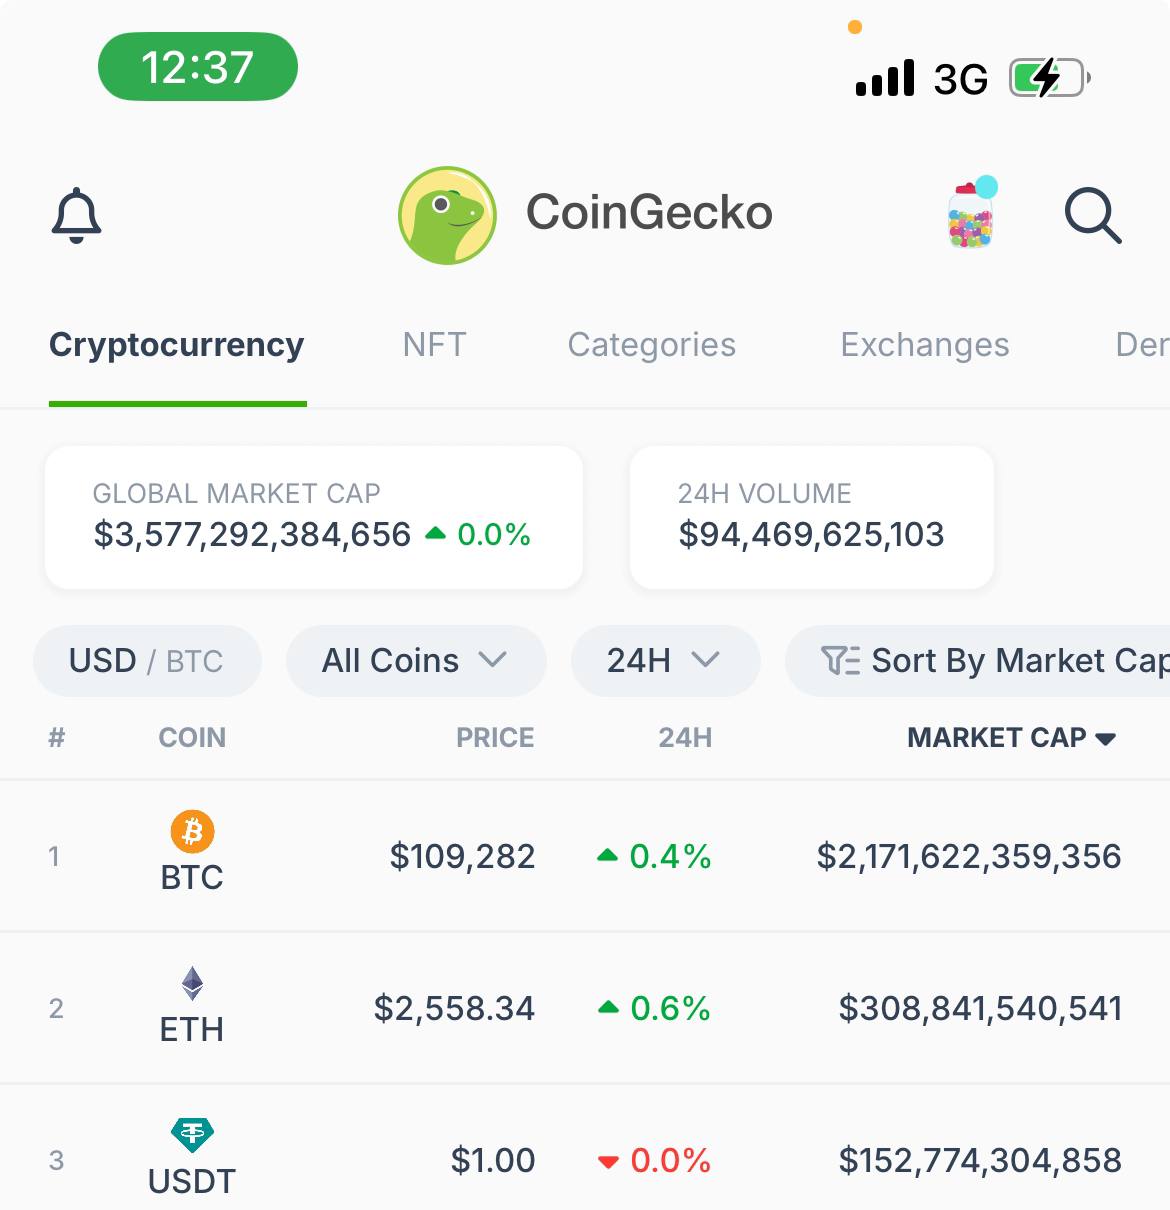 12:37 3G
CoinGecko
Cryptocurrency NFT Categories Exchanges Der
GLOBAL MARKET CAP 24H VOLUME
$3,577,292,384,656 0.0% $94,469,625,103
USD / BTC All Coins 24H Sort By Market Cap
# COIN PRICE 24H MARKET CAP
1 BTC $109,282 0.4% $2,171,622,359,356
2 ETH $2,558.34 0.6% $308,841,540,541
3 USDT $1.00 0.0% $152,774,304,858